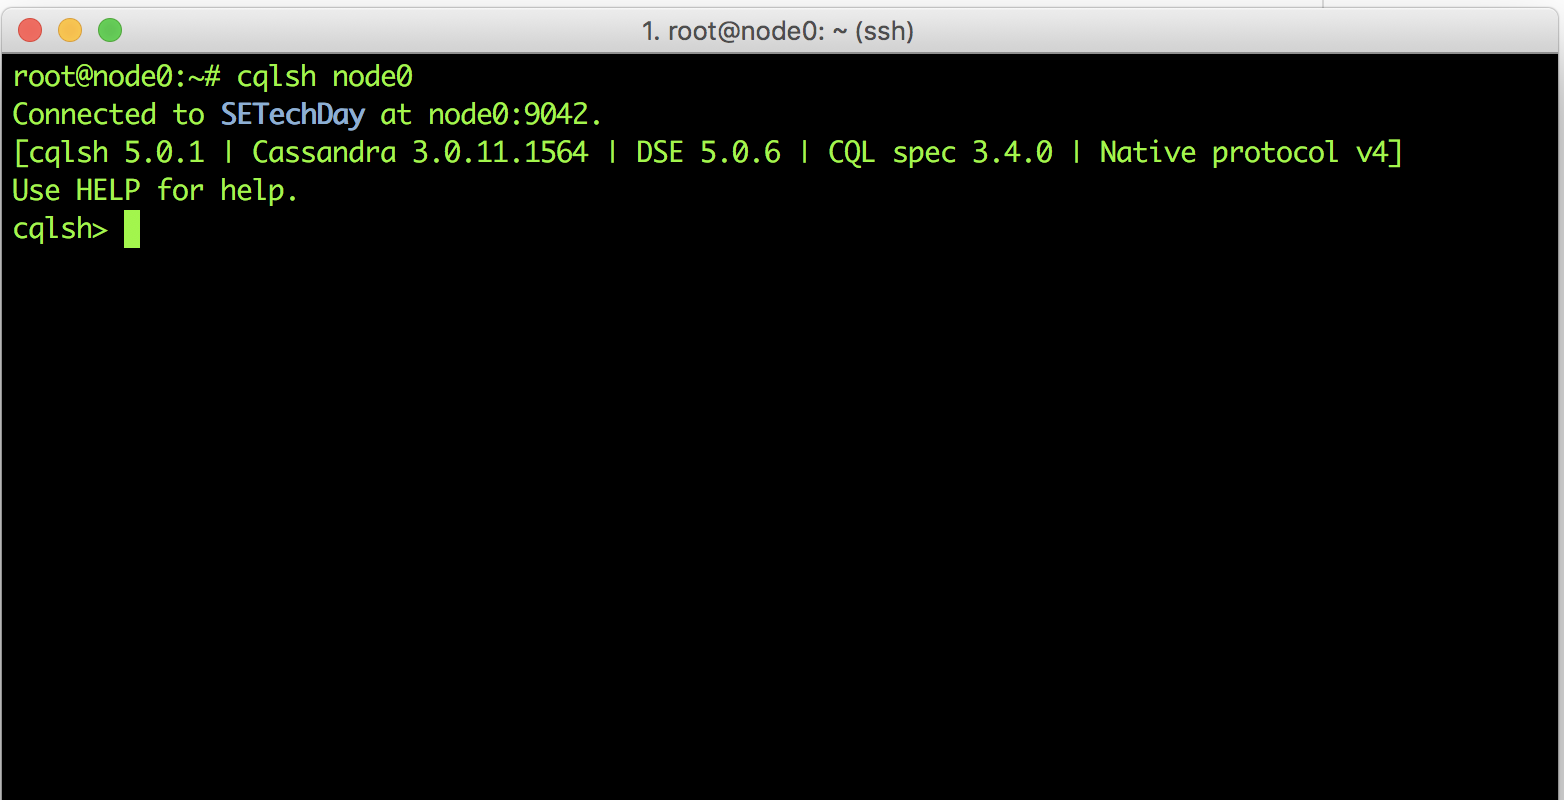 1. root@node0: ~ (ssh)
root@node0:~# cqlsh node0
Connected to SETechDay at node0:9042.
[cqlsh 5.0.1 | Cassandra 3.0.11.1564 | DSE 5.0.6 | CQL spec 3.4.0 | Native protocol v4]
Use HELP for help.
cqlsh>